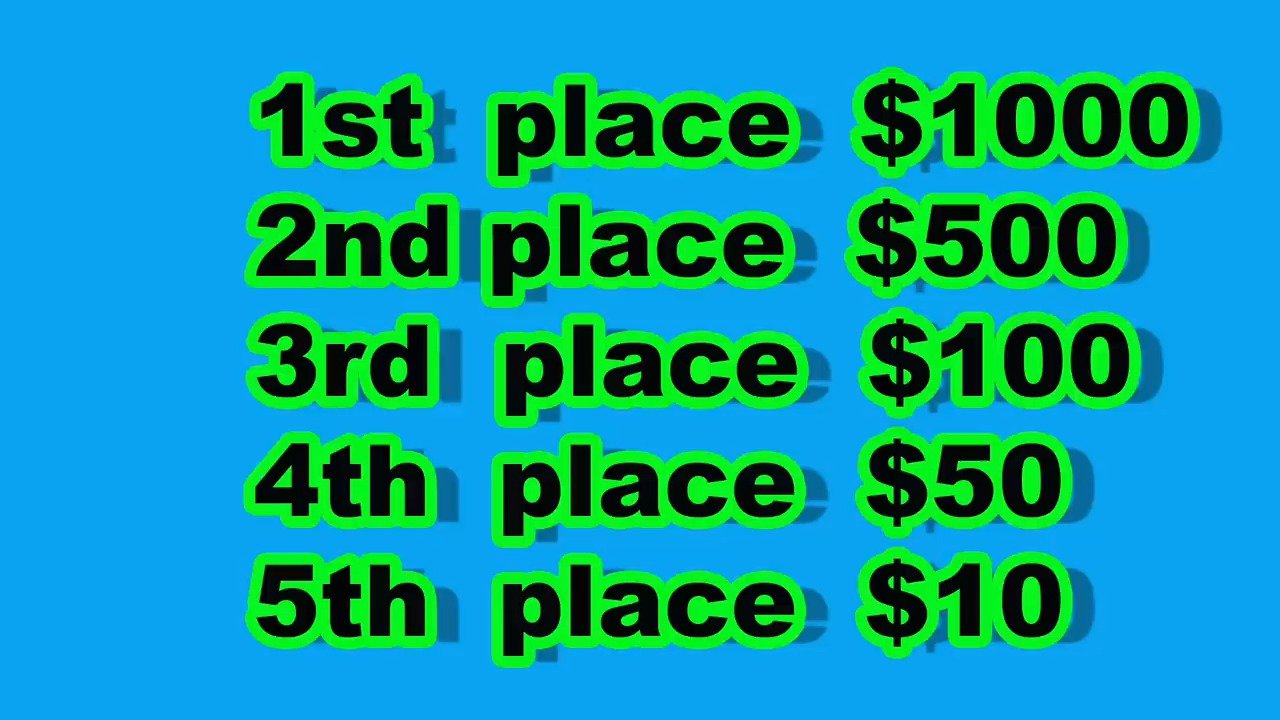 1st place $1000
2nd place $500
3rd place $100
4th place $50
5th place $10